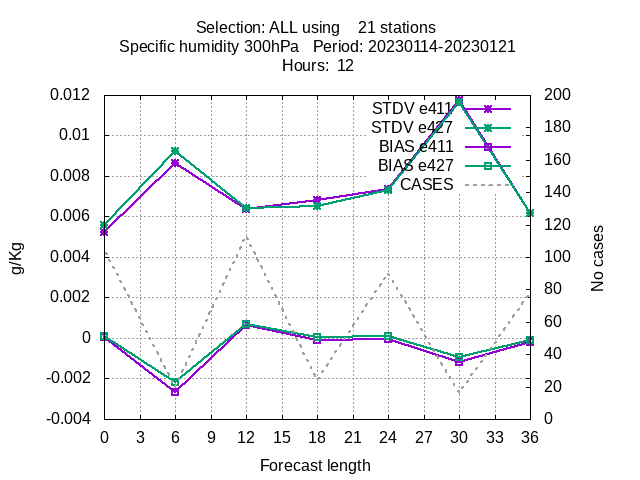 Selection: ALL using    21 stations
Specific humidity 300hPa   Period: 20230114-20230121
Hours:  12
STDV e411
STDV e427
BIAS e411
BIAS e427
CASES
0.012
0.01
0.008
0.006
0.004
0.002
0
-0.002
-0.004
g/Kg
200
180
160
140
120
100
80
60
40
20
0
No cases
0 3 6 9 12 15 18 21 24 27 30 33 36
Forecast length